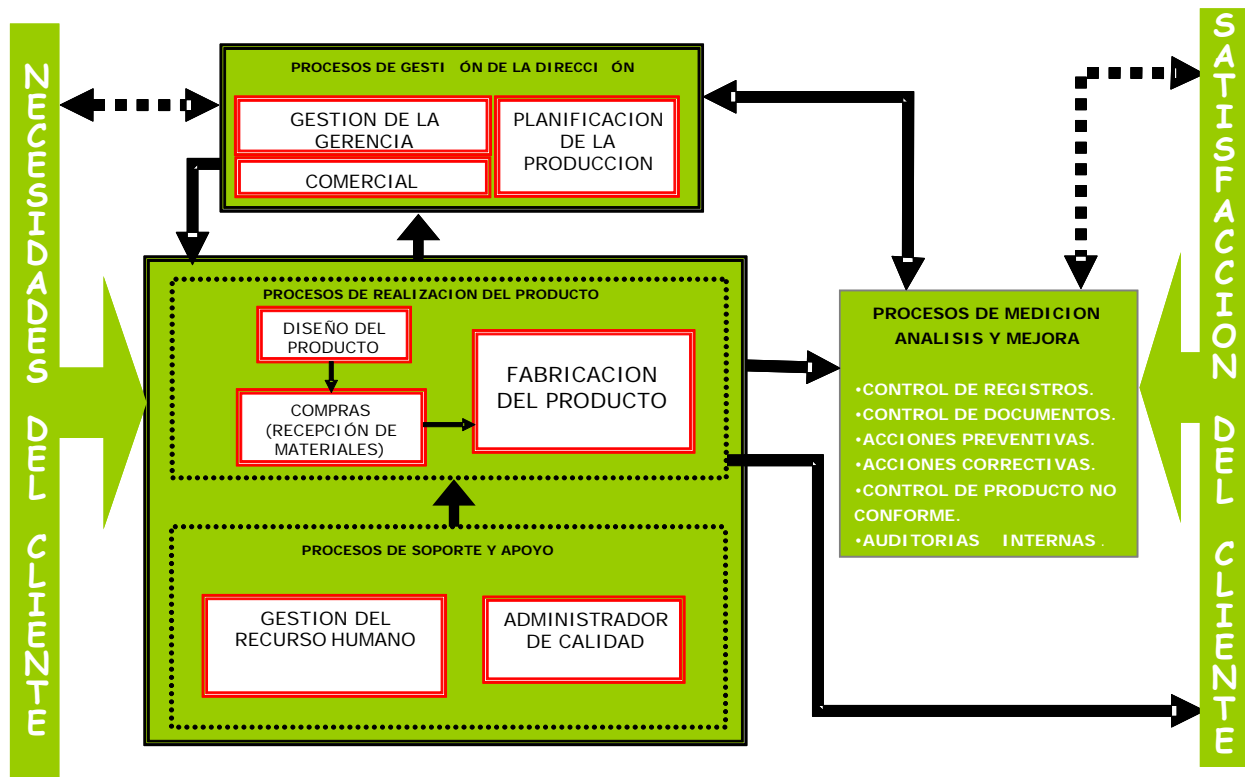 NECESIDADES DEL CLIENTE
PROCESOS DE GESTI ÓN DE LA DIRECCI ÓN
GESTION DE LA
GERENCIA
COMERCIAL
PLANIFICACION
DE LA
PRODUCCION
PROCESOS DE REALIZACION DEL PRODUCTO
DISEÑO DEL
PRODUCTO
COMPRAS
(RECEPCIÓN DE
MATERIALES)
FABRICACION
DEL PRODUCTO
PROCESOS DE SOPORTE Y APOYO
GESTION DEL
RECURSO HUMANO
ADMINISTRADOR
DE CALIDAD
PROCESOS DE MEDICION
ANALISIS Y MEJORA
•CONTROL DE REGISTROS.
•CONTROL DE DOCUMENTOS.
•ACCIONES PREVENTIVAS.
•ACCIONES CORRECTIVAS.
•CONTROL DE PRODUCTO NO
CONFORME.
•AUDITORIAS INTERNAS .
SATISFACCION DEL CLIENTE